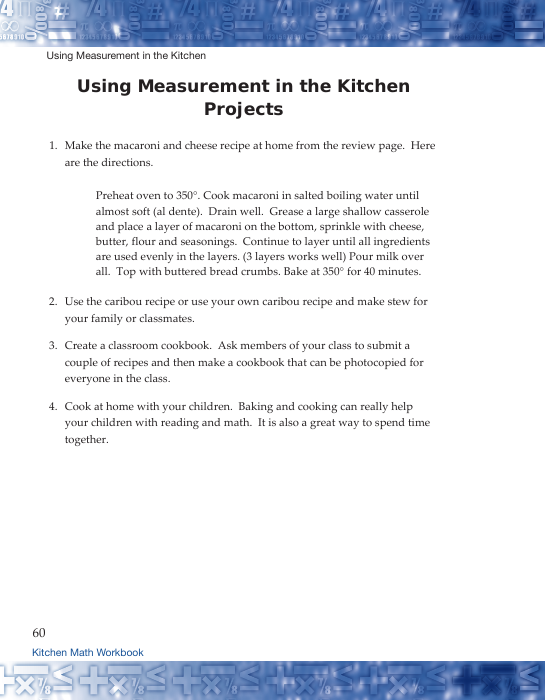 Using Measurement in the Kitchen
Using Measurement in the Kitchen
Projects
1. Make the macaroni and cheese recipe at home from the review page.  Here
are the directions.
Preheat oven to 350°. Cook macaroni in salted boiling water until
almost soft (al dente).  Drain well.  Grease a large shallow casserole
and place a layer of macaroni on the bottom, sprinkle with cheese,
butter, flour and seasonings.  Continue to layer until all ingredients
are used evenly in the layers. (3 layers works well) Pour milk over
all.  Top with buttered bread crumbs. Bake at 350° for 40 minutes.
2. Use the caribou recipe or use your own caribou recipe and make stew for
your family or classmates.
3. Create a classroom cookbook.  Ask members of your class to submit a
couple of recipes and then make a cookbook that can be photocopied for
everyone in the class.
4. Cook at home with your children.  Baking and cooking can really help
your children with reading and math.  It is also a great way to spend time
together.
60
Kitchen Math Workbook